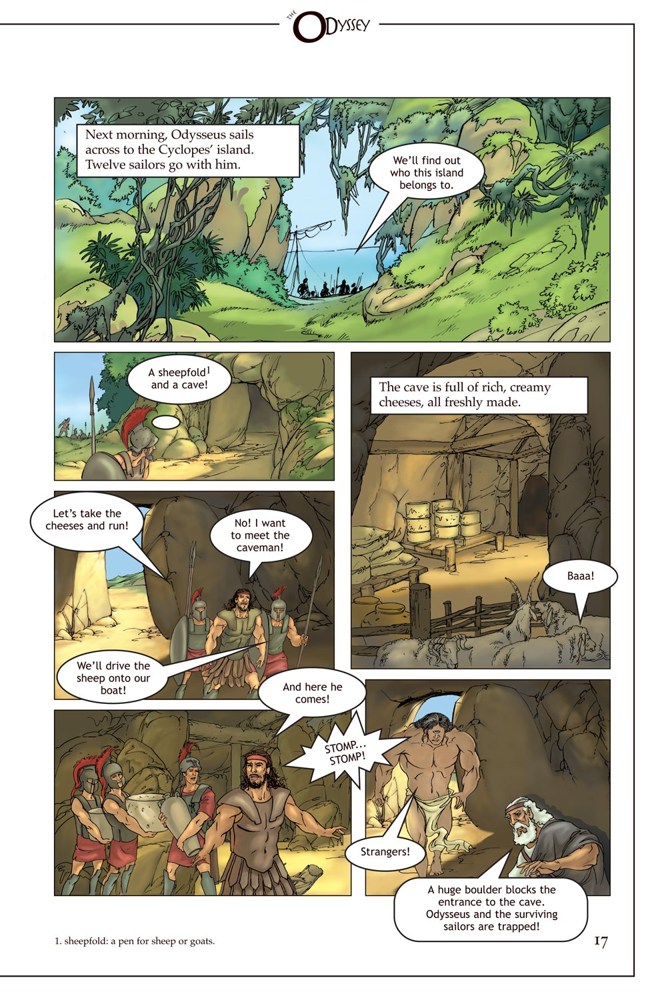 THE ODYSSEY
Next morning, Odysseus sails
across to the Cyclopes’ island.
Twelve sailors go with him.
We’ll find out
who this island
belongs to.
A sheepfold1
and a cave!
The cave is full of rich, creamy
cheeses, all freshly made.
Baaa!
Let’s take the
cheeses and run!
No! I want
to meet the
caveman!
We’ll drive the
sheep onto our
boat!
And here he
comes!
STOMP...
STOMP!
Strangers!
A huge boulder blocks the
entrance to the cave.
Odysseus and the surviving
sailors are trapped!
1. sheepfold: a pen for sheep or goats.
17